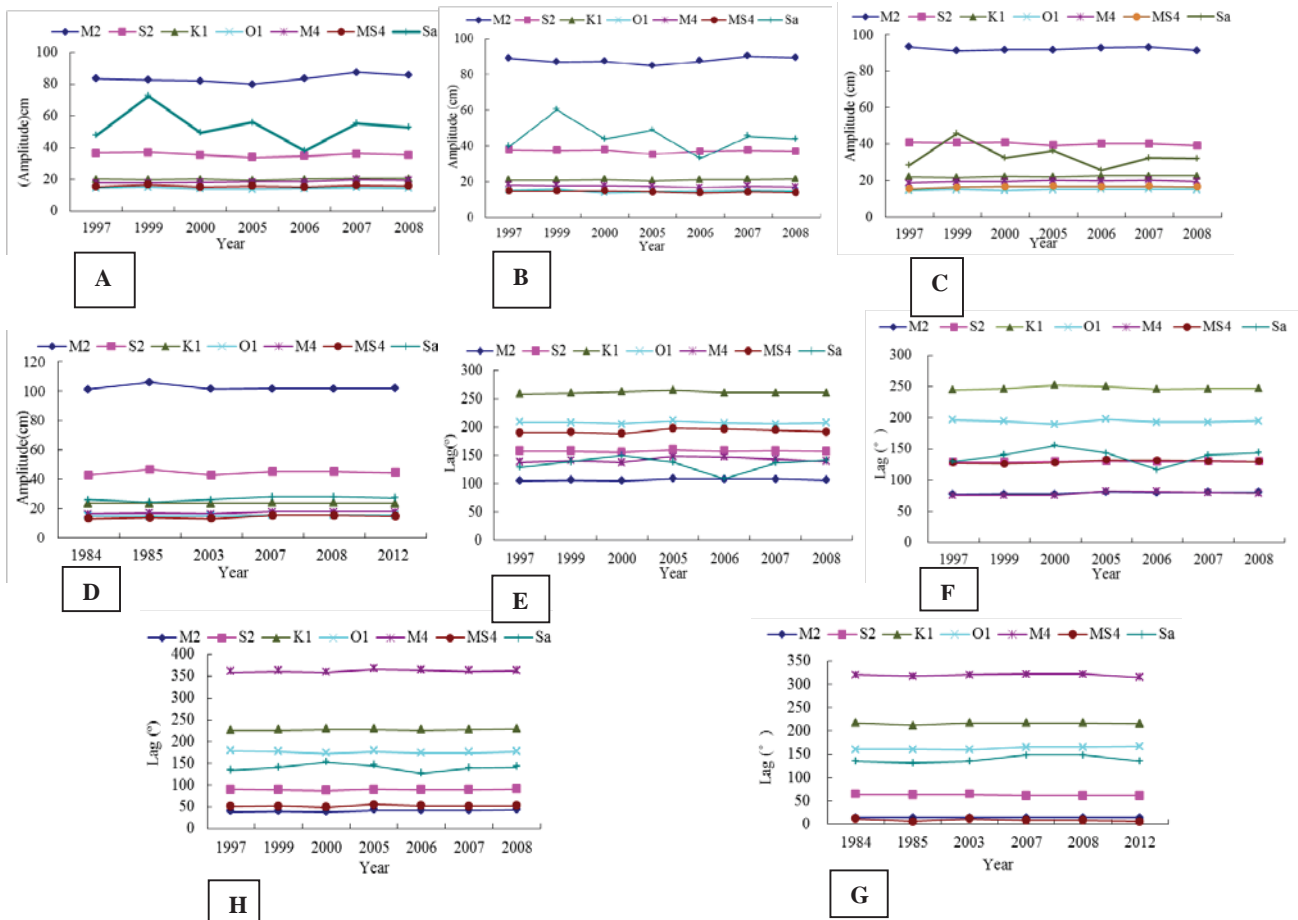 M2 S2 K1 O1 M4 MS4 Sa
(Amplitude)cm
100
80
60
40
20
0
1997 1999 2000 2005 2006 2007 2008
Year
A
M2 S2 K1 O1 M4 MS4 Sa
Amplitude (cm)
100
80
60
40
20
0
1997 1999 2000 2005 2006 2007 2008
Year
B
M2 S2 K1 O1 M4 MS4 Sa
Amplitude (cm)
100
80
60
40
20
0
1997 1999 2000 2005 2006 2007 2008
Year
C
M2 S2 K1 O1 M4 MS4 Sa
Amplitude(cm)
120
100
80
60
40
20
0
1984 1985 2003 2007 2008 2012
Year
D
M2 S2 K1 O1 M4 MS4 Sa
Lag(°)
300
250
200
150
100
50
0
1997 1999 2000 2005 2006 2007 2008
Year
E
M2 S2 K1 O1 M4 MS4 Sa
Lag (°)
300
250
200
150
100
50
0
1997 1999 2000 2005 2006 2007 2008
Year
F
M2 S2 K1 O1 M4 MS4 Sa
Lag (°)
400
350
300
250
200
150
100
50
0
1997 1999 2000 2005 2006 2007 2008
Year
H
M2 S2 K1 O1 M4 MS4 Sa
Lag (°)
350
300
250
200
150
100
50
0
1984 1985 2003 2007 2008 2012
Year
G